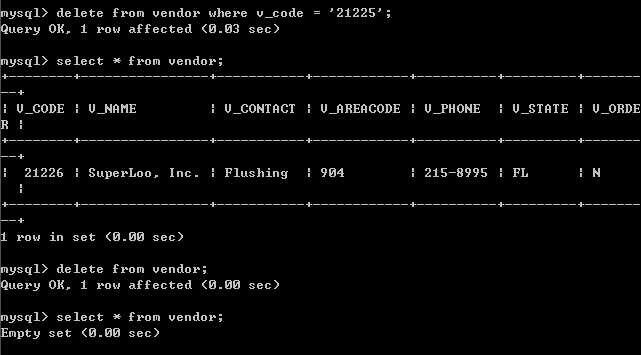 mysql> delete from vendor where v_code = '21225';
Query OK, 1 row affected (0.03 sec)
mysql> select * from vendor;
+--------+----------------+-----------+------------+----------+---------+-------
--+
| V_CODE | V_NAME         | V_CONTACT | V_AREACODE | V_PHONE  | V_STATE | V_ORDE
R |
+--------+----------------+-----------+------------+----------+---------+-------
--+
|  21226 | SuperLoo, Inc. | Flushing  | 904        | 215-8995 | FL      | N
  |
+--------+----------------+-----------+------------+----------+---------+-------
--+
1 row in set (0.00 sec)
mysql> delete from vendor;
Query OK, 1 row affected (0.00 sec)
mysql> select * from vendor;
Empty set (0.00 sec)